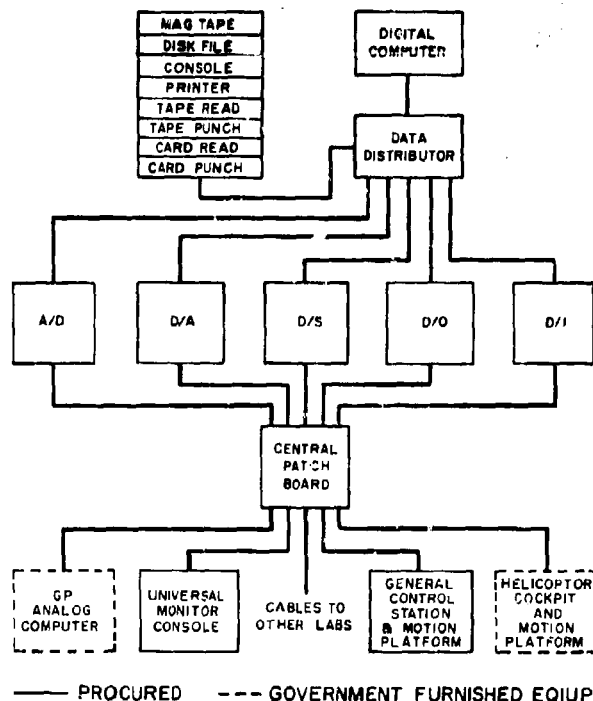 MAG TAPE
DISK FILE
CONSOLE
PRINTER
TAPE READ
TAPE PUNCH
CARD READ
CARD PUNCH
DIGITAL
COMPUTER
DATA
DISTRIBUTOR
A/D
D/A
D/S
D/O
D/I
CENTRAL
PATCH
BOARD
GP
ANALOG
COMPUTER
UNIVERSAL
MONITOR
CONSOLE
CABLES TO
OTHER LABS
GENERAL
CONTROL
STATION
& MOTION
PLATFORM
HELICOPTOR
COCKPIT
AND
MOTION
PLATFORM
PROCURED
GOVERNMENT FURNISHED EQUIP